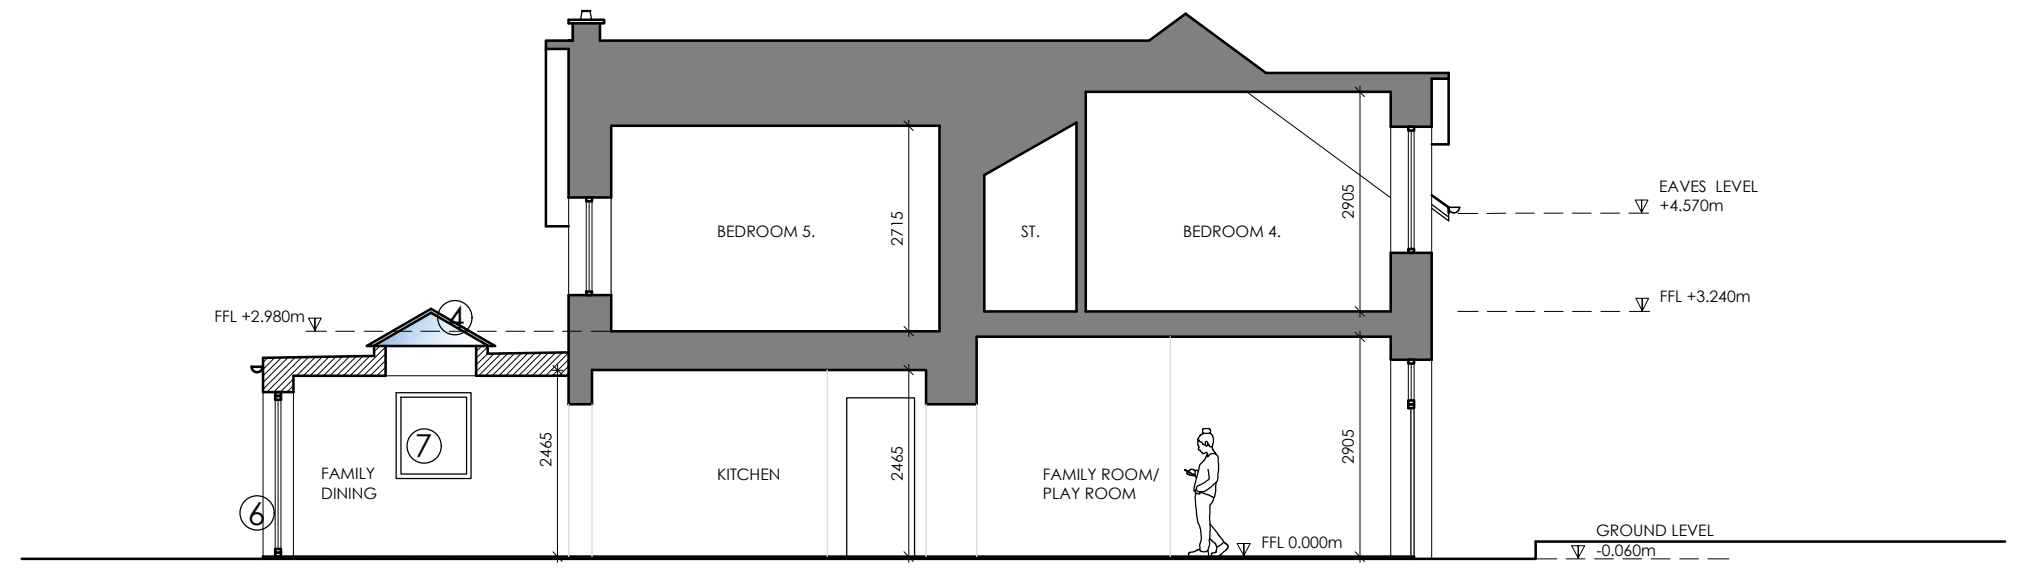 EAVES LEVEL
+4.570m
2905
2715
BEDROOM 5.
ST.
BEDROOM 4.
FFL +3.240m
FFL +2.980m
4
7
2465
2465
2905
FAMILY
DINING
KITCHEN
FAMILY ROOM/
PLAY ROOM
6
FFL 0.000m
GROUND LEVEL
-0.060m